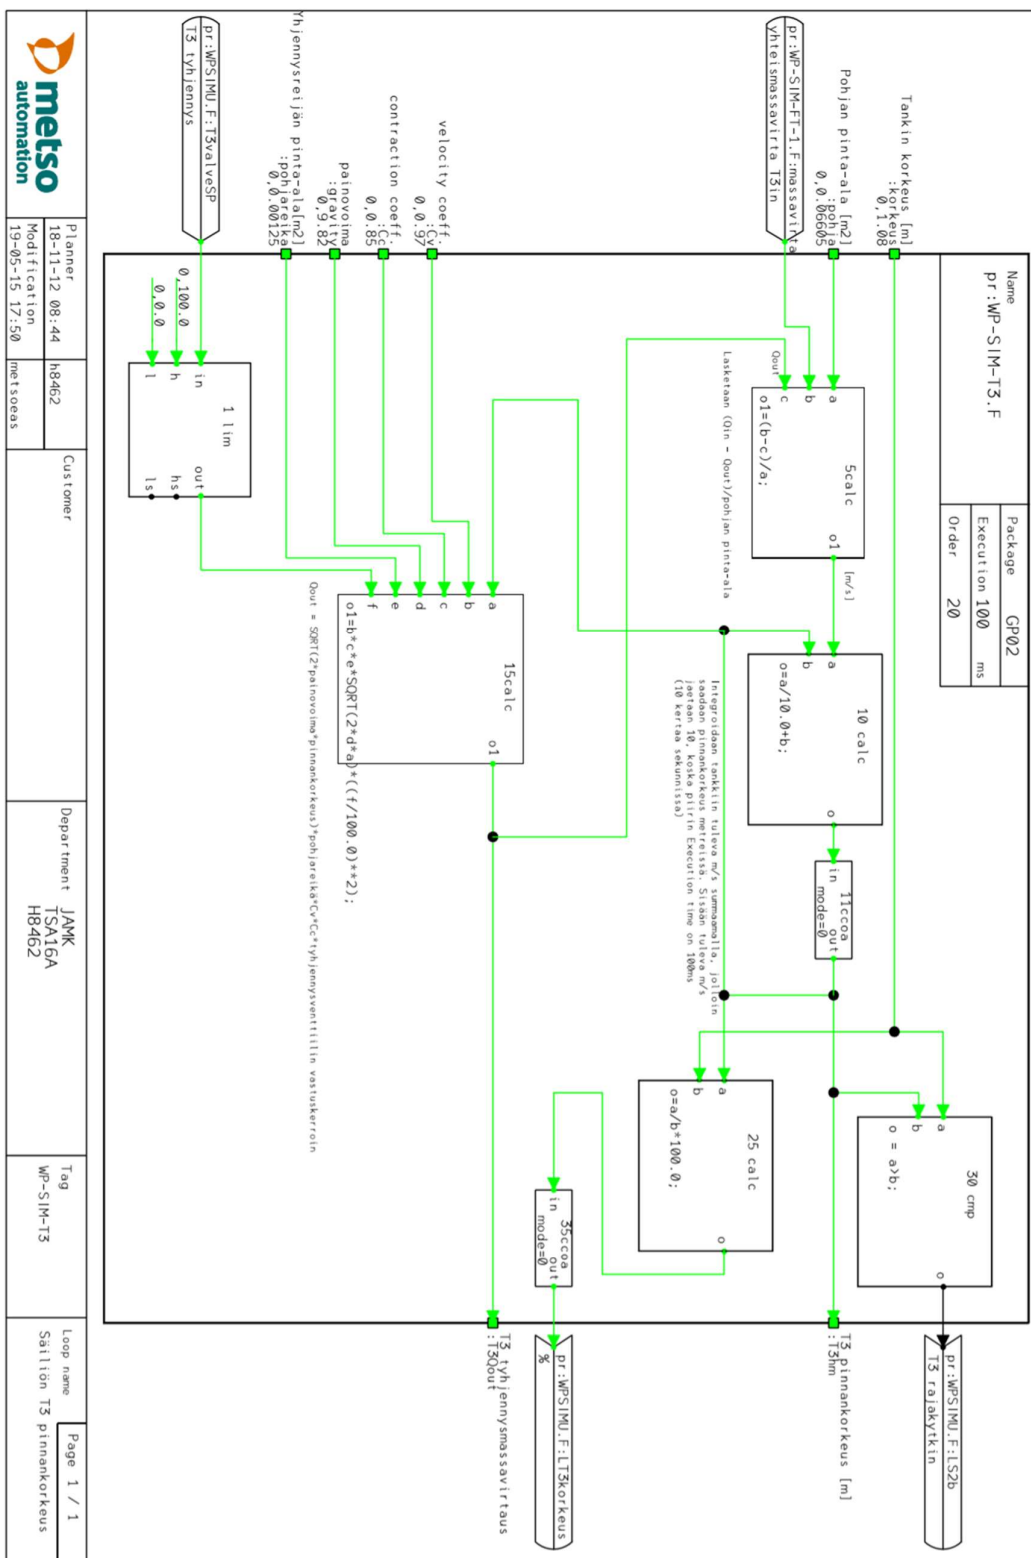 Name
pr:WP-SIM-T3.F
Package GP02
Execution 100 ms
Order 20
Tankin korkeus [m]
:korkeus
0,1.08
Pohjan pinta-ala [m2]
:pohja
0,0.06605
pr:WP-SIM-FT-1.F:massavirta
yhteismassavirta T3in
velocity coeff.
:Cv
0,0.97
contraction coeff.
:Cc
0,0.85
painovoima
:gravity
0,9.82
Yhjennysreijän pinta-ala[m2]
:pohjareika
0,0.00125
pr:WPSIMU.F:T3valveSP
T3 tyhjennys
5calc
a
b
c
o1
o1=(b-c)/a;
Qout
Lasketaan (Qin - Qout)/pohjan pinta-ala
[m/s]
10 calc
a
b
o
o=a/10.0+b;
11ccoa
in out
mode=0
Integroidaan tankkiin tuleva m/s summaamalla, jolloin
saadaan pinnankorkeus metreissä. Sisään tuleva m/s
jaetaan 10, koska piirin Execution time on 100ms
(10 kertaa sekunnissa)
30 cmp
a
b
o
o = a>b;
25 calc
a
b
o
o=a/b*100.0;
35ccoa
in out
mode=0
15calc
a
b
c
d
e
f
o1
o1=b*c*e*SQRT(2*d*a)*((f/100.0)**2);
Qout = SQRT(2*painovoima*pinnankorkeus)*pohjareikä*Cv*Cc*tyhjennysventtiilin vastuskerroin
1 lim
in out
h hs
l ls
0,100.0
0,0.0
pr:WPSIMU.F:LS2b
T3 rajakytkin
T3 pinnankorkeus [m]
:T3hm
pr:WPSIMU.F:LT3korkeus
%
T3 tyhjennysmassavirtaus
:T3Qout
metso
automation
Planner
18-11-12 08:44 h8462
Modification
19-05-15 17:50 metsoeas
Customer
Department JAMK
TSA16A
H8462
Tag
WP-SIM-T3
Loop name
Säiliön T3 pinnankorkeus
Page 1 / 1